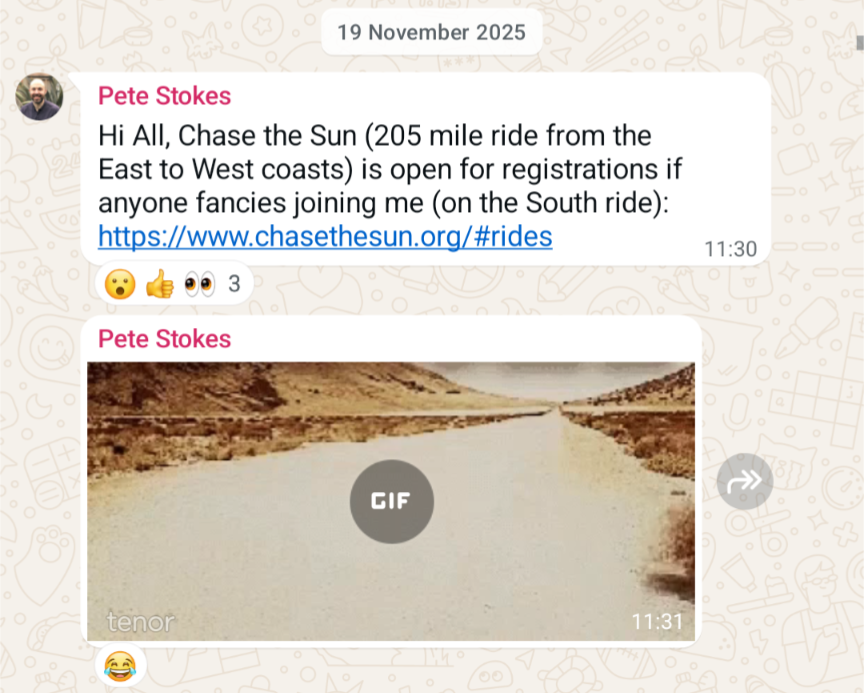 19 November 2025
Pete Stokes
Hi All, Chase the Sun (205 mile ride from the
East to West coasts) is open for registrations if
anyone fancies joining me (on the South ride):
https://www.chasethesun.org/#rides
11:30
3
Pete Stokes
GIF
tenor
11:31